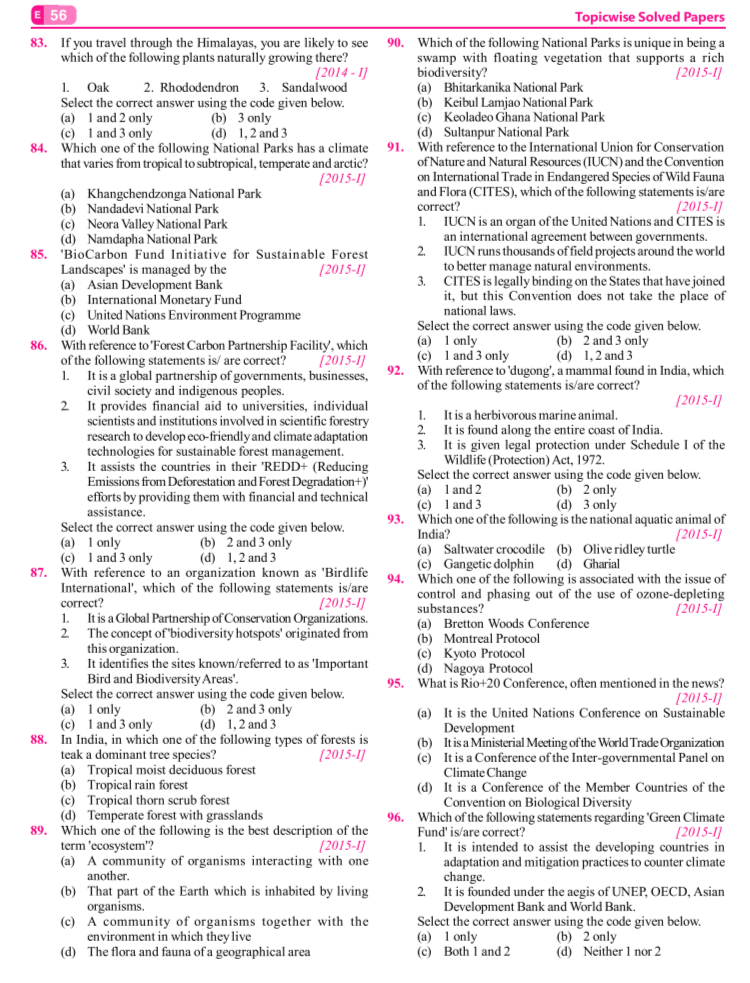 E 56
Topicwise Solved Papers
83. If you travel through the Himalayas, you are likely to see
which of the following plants naturally growing there?
[2014 - I]
1. Oak 2. Rhododendron 3. Sandalwood
Select the correct answer using the code given below.
(a) 1 and 2 only (b) 3 only
(c) 1 and 3 only (d) 1, 2 and 3
84. Which one of the following National Parks has a climate
that varies from tropical to subtropical, temperate and arctic?
[2015-I]
(a) Khangchendzonga National Park
(b) Nandadevi National Park
(c) Neora Valley National Park
(d) Namdapha National Park
85. 'BioCarbon Fund Initiative for Sustainable Forest
Landscapes' is managed by the [2015-I]
(a) Asian Development Bank
(b) International Monetary Fund
(c) United Nations Environment Programme
(d) World Bank
86. With reference to 'Forest Carbon Partnership Facility', which
of the following statements is/ are correct? [2015-I]
1. It is a global partnership of governments, businesses,
civil society and indigenous peoples.
2. It provides financial aid to universities, individual
scientists and institutions involved in scientific forestry
research to develop eco-friendly and climate adaptation
technologies for sustainable forest management.
3. It assists the countries in their 'REDD+ (Reducing
Emissions from Deforestation and Forest Degradation+)'
efforts by providing them with financial and technical
assistance.
Select the correct answer using the code given below.
(a) 1 only (b) 2 and 3 only
(c) 1 and 3 only (d) 1, 2 and 3
87. With reference to an organization known as 'Birdlife
International', which of the following statements is/are
correct? [2015-I]
1. It is a Global Partnership of Conservation Organizations.
2. The concept of 'biodiversity hotspots' originated from
this organization.
3. It identifies the sites known/referred to as 'Important
Bird and Biodiversity Areas'.
Select the correct answer using the code given below.
(a) 1 only (b) 2 and 3 only
(c) 1 and 3 only (d) 1, 2 and 3
88. In India, in which one of the following types of forests is
teak a dominant tree species? [2015-I]
(a) Tropical moist deciduous forest
(b) Tropical rain forest
(c) Tropical thorn scrub forest
(d) Temperate forest with grasslands
89. Which one of the following is the best description of the
term 'ecosystem'? [2015-I]
(a) A community of organisms interacting with one
another.
(b) That part of the Earth which is inhabited by living
organisms.
(c) A community of organisms together with the
environment in which they live
(d) The flora and fauna of a geographical area
90. Which of the following National Parks is unique in being a
swamp with floating vegetation that supports a rich
biodiversity? [2015-I]
(a) Bhitarkanika National Park
(b) Keibul Lamjao National Park
(c) Keoladeo Ghana National Park
(d) Sultanpur National Park
91. With reference to the International Union for Conservation
of Nature and Natural Resources (IUCN) and the Convention
on International Trade in Endangered Species of Wild Fauna
and Flora (CITES), which of the following statements is/are
correct? [2015-I]
1. IUCN is an organ of the United Nations and CITES is
an international agreement between governments.
2. IUCN runs thousands of field projects around the world
to better manage natural environments.
3. CITES is legally binding on the States that have joined
it, but this Convention does not take the place of
national laws.
Select the correct answer using the code given below.
(a) 1 only (b) 2 and 3 only
(c) 1 and 3 only (d) 1, 2 and 3
92. With reference to 'dugong', a mammal found in India, which
of the following statements is/are correct?
[2015-I]
1. It is a herbivorous marine animal.
2. It is found along the entire coast of India.
3. It is given legal protection under Schedule I of the
Wildlife (Protection) Act, 1972.
Select the correct answer using the code given below.
(a) 1 and 2 (b) 2 only
(c) 1 and 3 (d) 3 only
93. Which one of the following is the national aquatic animal of
India? [2015-I]
(a) Saltwater crocodile (b) Olive ridley turtle
(c) Gangetic dolphin (d) Gharial
94. Which one of the following is associated with the issue of
control and phasing out of the use of ozone-depleting
substances? [2015-I]
(a) Bretton Woods Conference
(b) Montreal Protocol
(c) Kyoto Protocol
(d) Nagoya Protocol
95. What is Rio+20 Conference, often mentioned in the news?
[2015-I]
(a) It is the United Nations Conference on Sustainable
Development
(b) It is a Ministerial Meeting of the World Trade Organization
(c) It is a Conference of the Inter-governmental Panel on
Climate Change
(d) It is a Conference of the Member Countries of the
Convention on Biological Diversity
96. Which of the following statements regarding 'Green Climate
Fund' is/are correct? [2015-I]
1. It is intended to assist the developing countries in
adaptation and mitigation practices to counter climate
change.
2. It is founded under the aegis of UNEP, OECD, Asian
Development Bank and World Bank.
Select the correct answer using the code given below.
(a) 1 only (b) 2 only
(c) Both 1 and 2 (d) Neither 1 nor 2